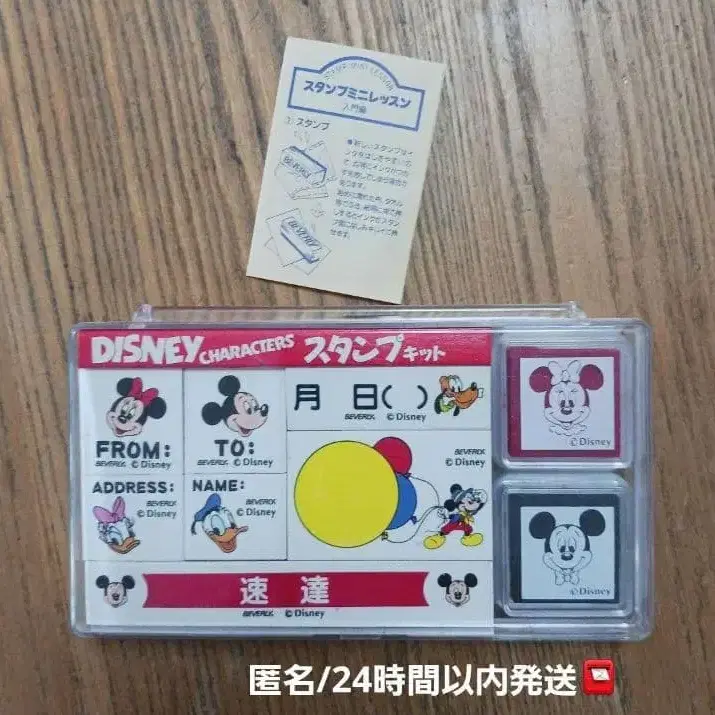 STAMP MINI LESSON
スタンプミニレッスン
入門編
1. スタンプ
BEVERLY
BEVERLY
DISNEY CHARACTERS スタンプキット
FROM:
BEVERLY. © Disney
TO:
BEVERLY. © Disney
月 日( )
BEVERLY. © Disney
ADDRESS:
BEVERLY.
© Disney
NAME:
BEVERLY.
© Disney
BEVERLY.
© Disney
速達
BEVERLY. © Disney
© Disney
© Disney
匿名/24時間以内発送